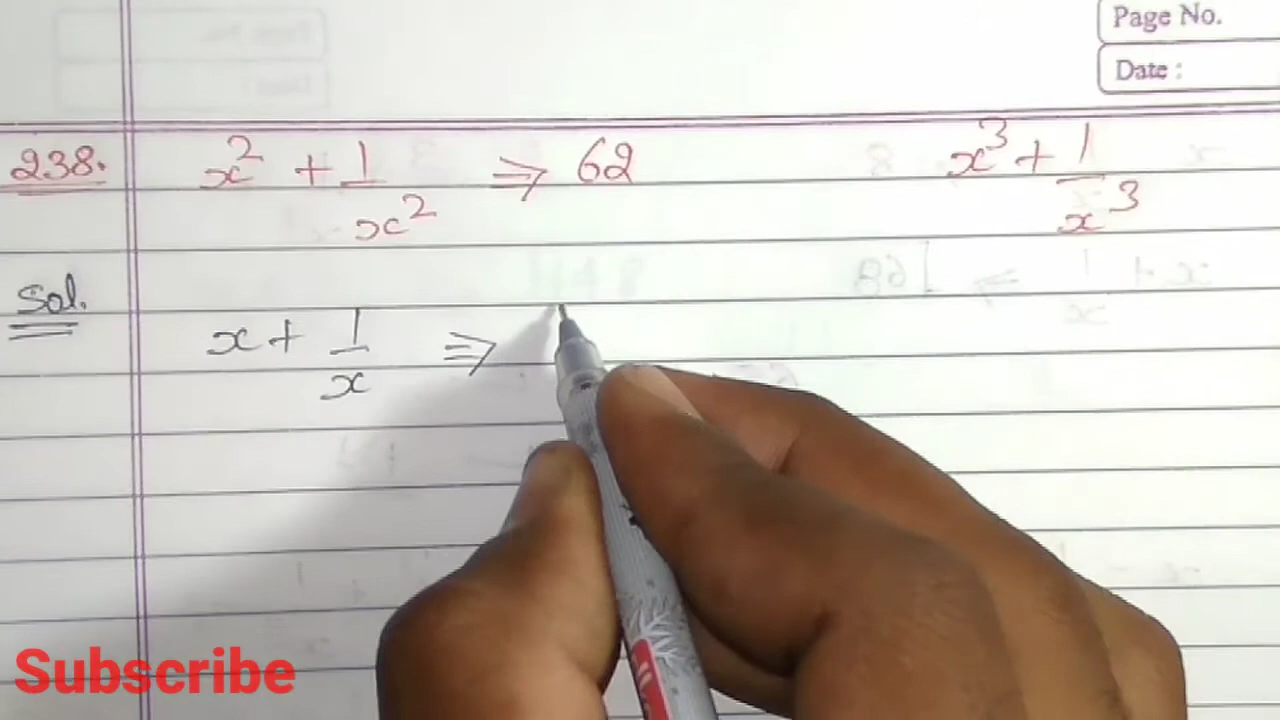 Page No.
Date :
238. x² + 1/x² ⇒ 62 x³ + 1/x³
Sol.
x + 1/x ⇒
Subscribe